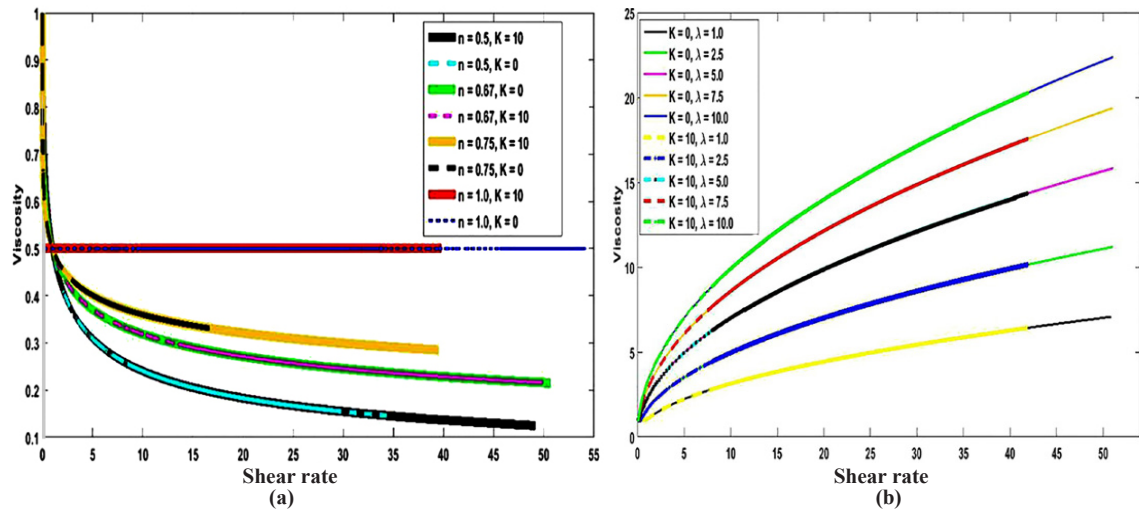 1
0.9
0.8
0.7
0.6
0.5
0.4
0.3
0.2
0.1
Viscosity
n = 0.5, K = 10
n = 0.5, K = 0
n = 0.67, K = 0
n = 0.67, K = 10
n = 0.75, K = 10
n = 0.75, K = 0
n = 1.0, K = 10
n = 1.0, K = 0
0 5 10 15 20 25 30 35 40 45 50 55
Shear rate
(a)
25
20
15
10
5
0
Viscosity
K = 0, λ = 1.0
K = 0, λ = 2.5
K = 0, λ = 5.0
K = 0, λ = 7.5
K = 0, λ = 10.0
K = 10, λ = 1.0
K = 10, λ = 2.5
K = 10, λ = 5.0
K = 10, λ = 7.5
K = 10, λ = 10.0
0 5 10 15 20 25 30 35 40 45 50
Shear rate
(b)